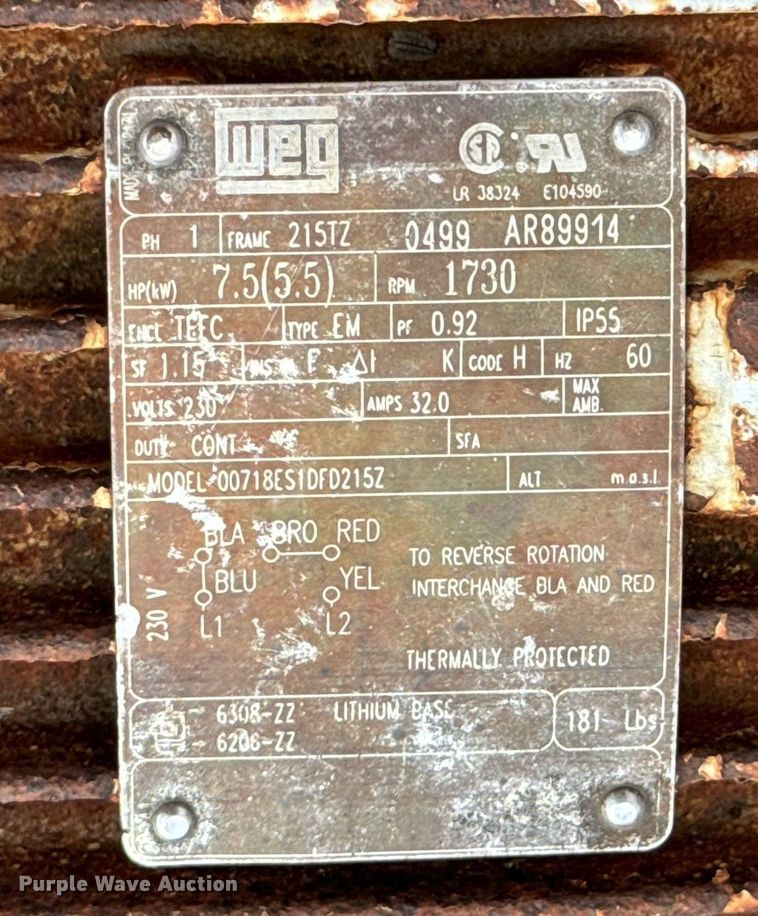 WEG
LR 38324 E104590
PH 1 FRAME 215TZ 0499 AR89914
HP(kW) 7.5(5.5) RPM 1730
ENCL TEFC TYPE EM PF 0.92 IP55
SF 1.15 INS F Δt K CODE H HZ 60
VOLTS 230 AMPS 32.0 MAX AMB.
DUTY CONT SFA
MODEL 00718ES1DFD215Z ALT m.a.s.l.
BLA BRO RED
BLU YEL
L1 L2
230 V
TO REVERSE ROTATION
INTERCHANGE BLA AND RED
THERMALLY PROTECTED
6308-ZZ LITHIUM BASE 181 Lbs
6206-ZZ
Purple Wave Auction